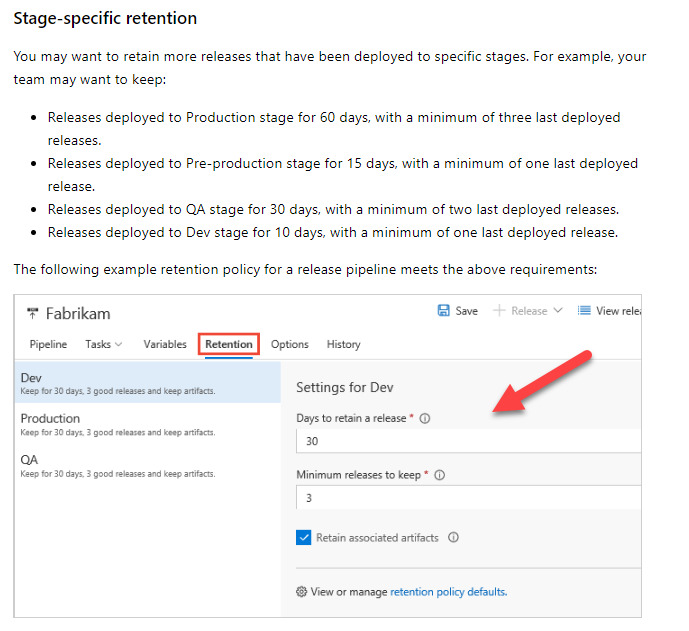 Stage-specific retention
You may want to retain more releases that have been deployed to specific stages. For example, your
team may want to keep:
• Releases deployed to Production stage for 60 days, with a minimum of three last deployed
releases.
• Releases deployed to Pre-production stage for 15 days, with a minimum of one last deployed
release.
• Releases deployed to QA stage for 30 days, with a minimum of two last deployed releases.
• Releases deployed to Dev stage for 10 days, with a minimum of one last deployed release.
The following example retention policy for a release pipeline meets the above requirements:
Fabrikam
Save Release View relea
Pipeline Tasks Variables Retention Options History
Dev
Keep for 30 days, 3 good releases and keep artifacts.
Production
Keep for 30 days, 3 good releases and keep artifacts.
QA
Keep for 30 days, 3 good releases and keep artifacts.
Settings for Dev
Days to retain a release *
30
Minimum releases to keep *
3
Retain associated artifacts
View or manage retention policy defaults.